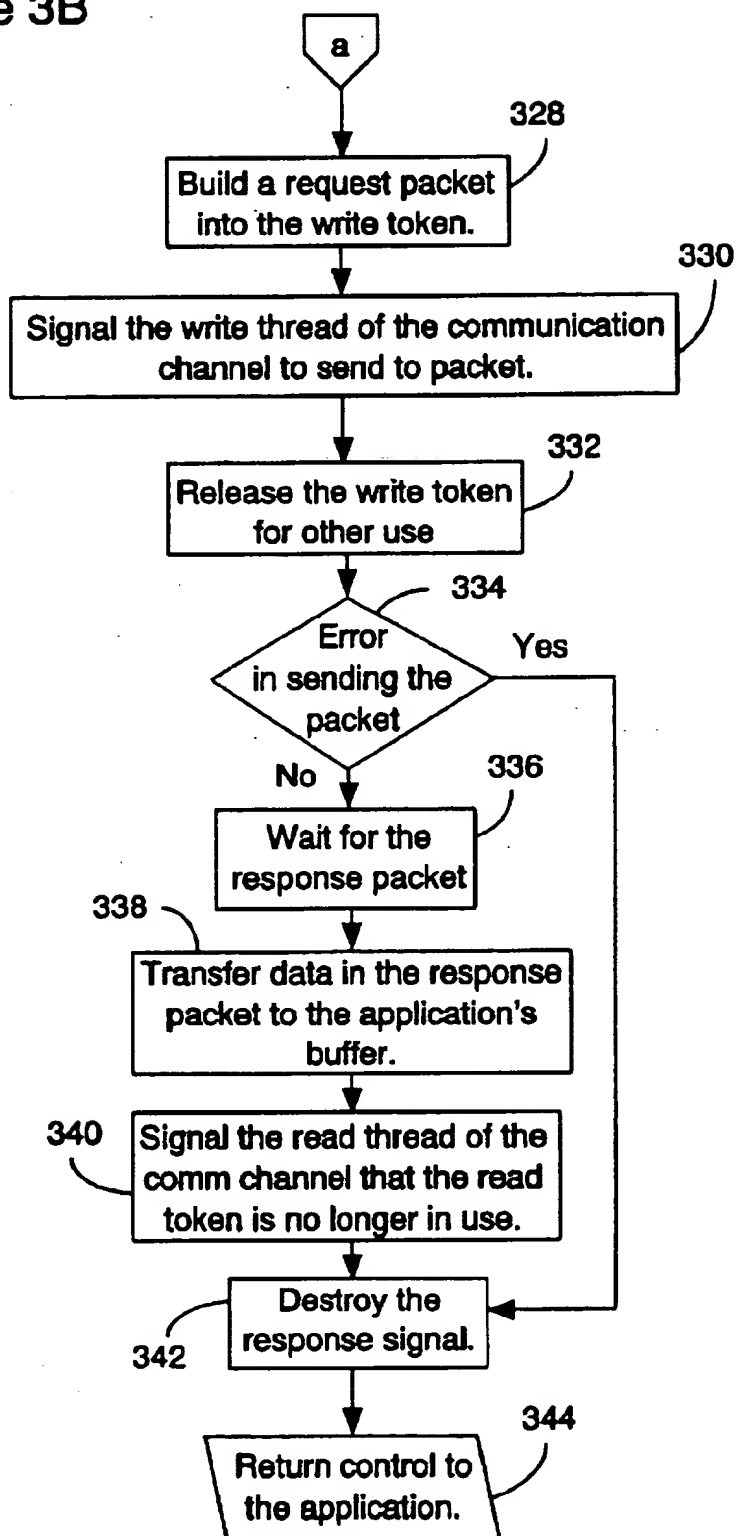 e 3B
a
328
Build a request packet
into the write token.
330
Signal the write thread of the communication
channel to send to packet.
332
Release the write token
for other use
334
Error
in sending the
packet
Yes
No
336
Wait for the
response packet
338
Transfer data in the response
packet to the application's
buffer.
340
Signal the read thread of the
comm channel that the read
token is no longer in use.
Destroy the
response signal.
342
344
Return control to
the application.